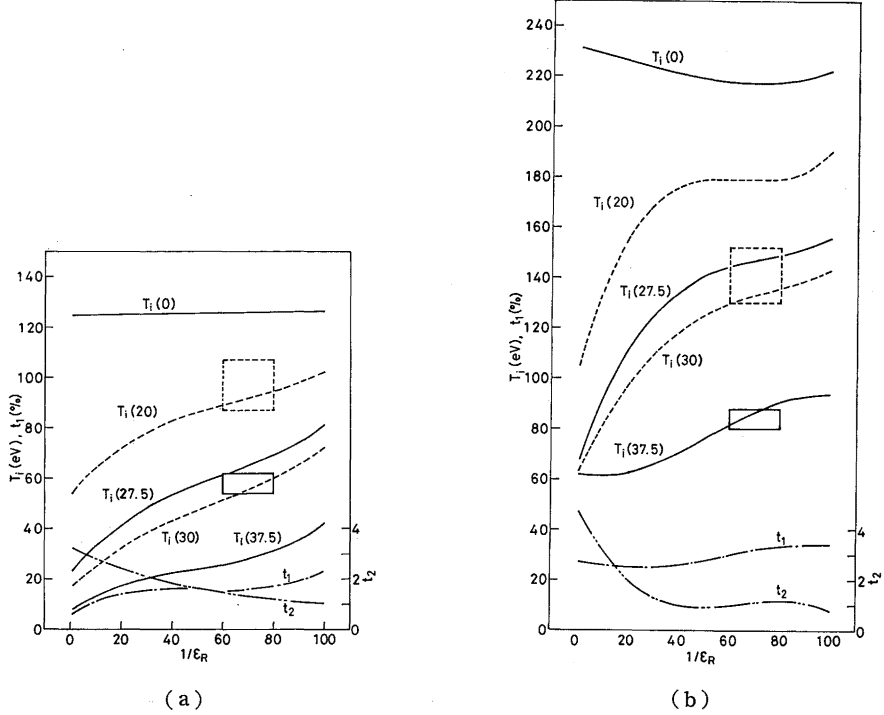 140
120
100
80
60
40
20
0
T_i (eV), t_1 (%)
T_i (0)
T_i (20)
T_i (27.5)
T_i (30)
T_i (37.5)
t_1
t_2
4
2
0
t_2
0 20 40 60 80 100
1/ε_R
(a)
240
220
200
180
160
140
120
100
80
60
40
20
0
T_i (eV), t_1 (%)
T_i (0)
T_i (20)
T_i (27.5)
T_i (30)
T_i (37.5)
t_1
t_2
4
2
0
t_2
0 20 40 60 80 100
1/ε_R
(b)